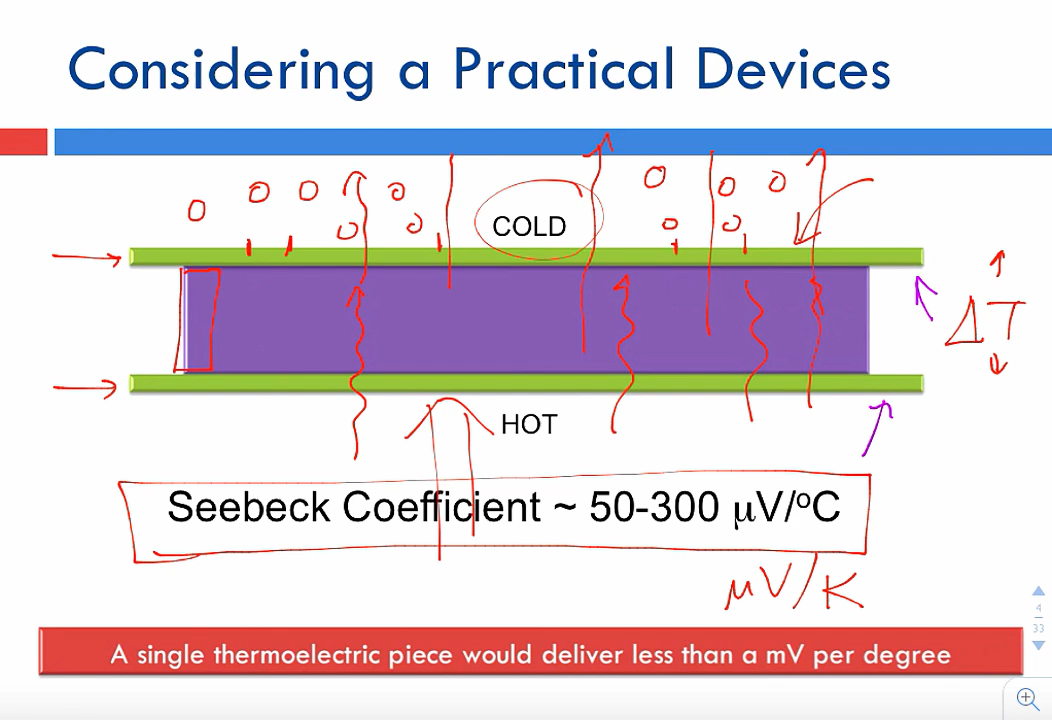 Considering a Practical Devices
COLD
ΔT
HOT
Seebeck Coefficient ~ 50-300 μV/°C
μV/K
4
33
A single thermoelectric piece would deliver less than a mV per degree